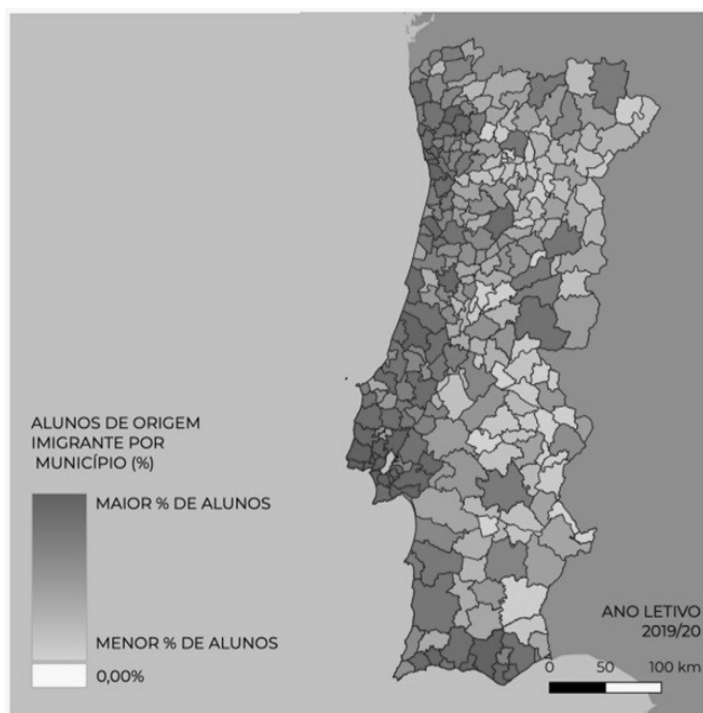 ALUNOS DE ORIGEM
IMIGRANTE POR
MUNICÍPIO (%)
MAIOR % DE ALUNOS
MENOR % DE ALUNOS
0,00%
ANO LETIVO
2019/20
0 50 100 km